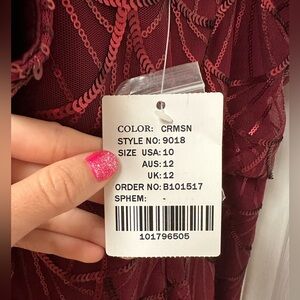 COLOR: CRMSN
STYLE NO: 9018
SIZE USA: 10
AUS: 12
UK: 12
ORDER NO: B101517
SPHEM: -
101796505